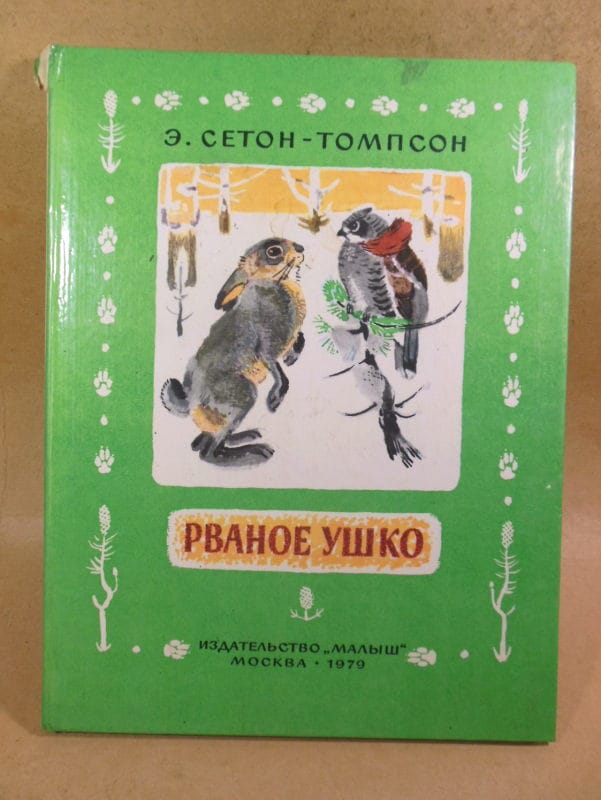 Э. СЕТОН-ТОМПСОН
РВАНОЕ УШКО
ИЗДАТЕЛЬСТВО „МАЛЫШ“
МОСКВА · 1979